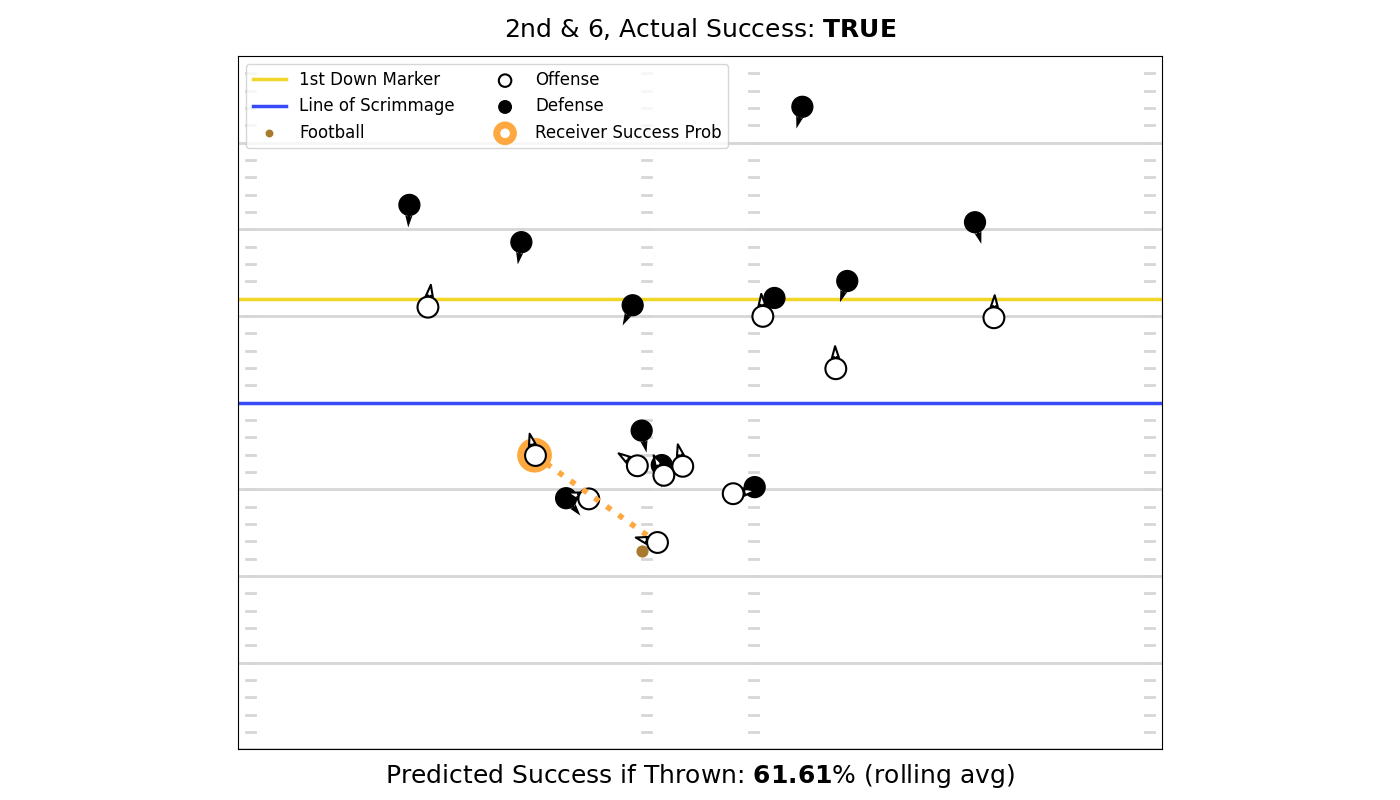 2nd & 6, Actual Success: TRUE
1st Down Marker
Line of Scrimmage
Football
Offense
Defense
Receiver Success Prob
Predicted Success if Thrown: 61.61% (rolling avg)